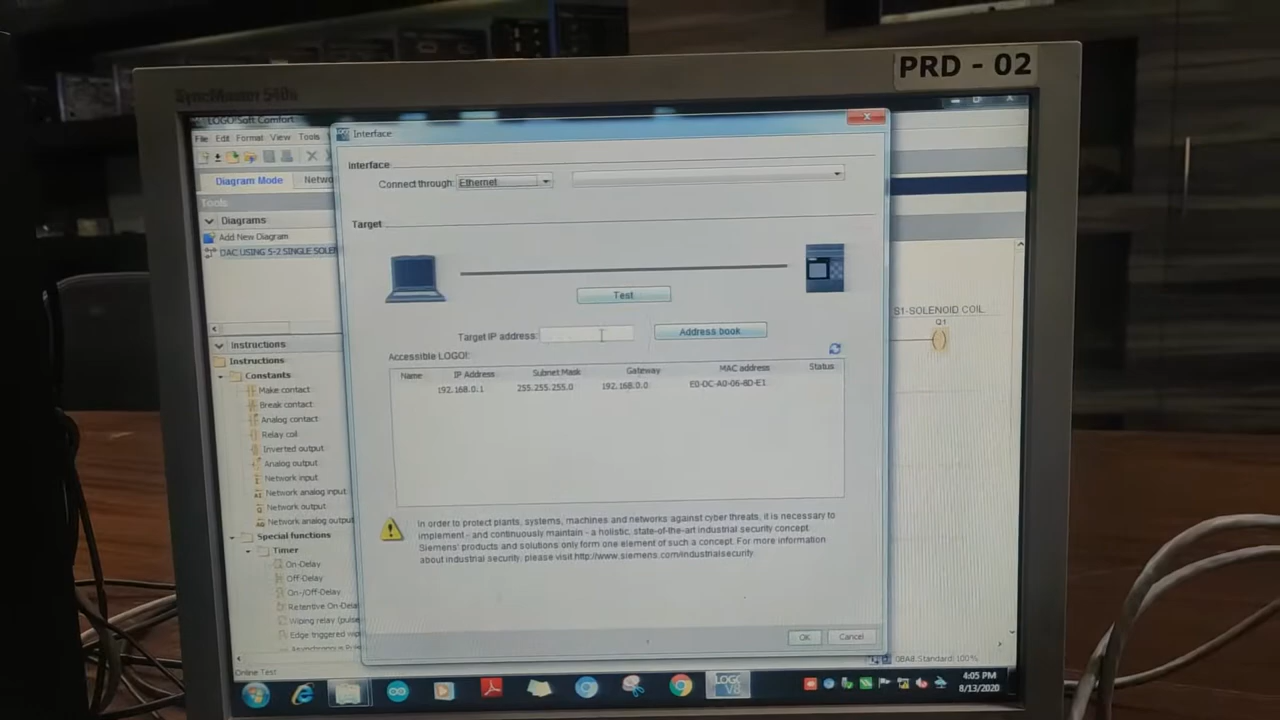 PRD - 02
SyncMaster 540s
LOGO!Soft Comfort
File Edit Format View Tools
Interface
Interface
Connect through: Ethernet
Diagram Mode
Netwo
Tools
Target
Diagrams
Add New Diagram
DAC USING 5-2 SINGLE SOLEN
Test
S1-SOLENOID COIL
Q1
Target IP address:
Address book
Instructions
Accessible LOGO!:
Name IP Address Subnet Mask Gateway MAC address Status
192.168.0.1 255.255.255.0 192.168.0.0 E0-DC-A0-06-8D-E1
Instructions
Constants
Make contact
Break contact
Analog contact
Relay coil
Inverted output
Analog output
Network input
Network analog input
Network output
Network analog output
Special functions
Timer
On-Delay
Off-Delay
On-/Off-Delay
Retentive On-Dela
Wiping relay (pulse
Edge triggered wip
In order to protect plants, systems, machines and networks against cyber threats, it is necessary to
implement - and continuously maintain - a holistic, state-of-the-art industrial security concept.
Siemens' products and solutions only form one element of such a concept. For more information
about industrial security, please visit http://www.siemens.com/industrialsecurity.
OK Cancel
Online Test
0BA8.Standard 100%
LOGO!
V8
4:05 PM
8/13/2020